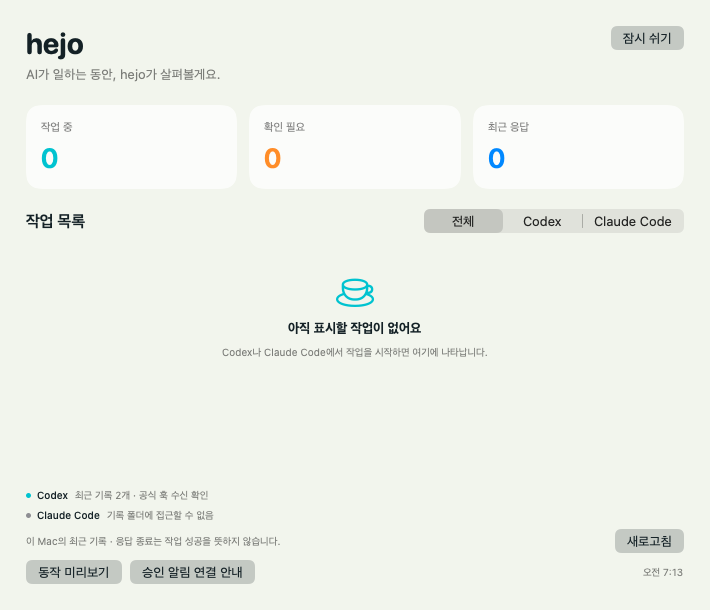 hejo
잠시 쉬기
AI가 일하는 동안, hejo가 살펴볼게요.
작업 중
확인 필요
최근 응답
0
0
0
작업 목록
전체
Codex
Claude Code
아직 표시할 작업이 없어요
Codex나 Claude Code에서 작업을 시작하면 여기에 나타납니다.
Codex 최근 기록 2개 · 공식 훅 수신 확인
Claude Code 기록 폴더에 접근할 수 없음
이 Mac의 최근 기록 · 응답 종료는 작업 성공을 뜻하지 않습니다.
새로고침
동작 미리보기
승인 알림 연결 안내
오전 7:13